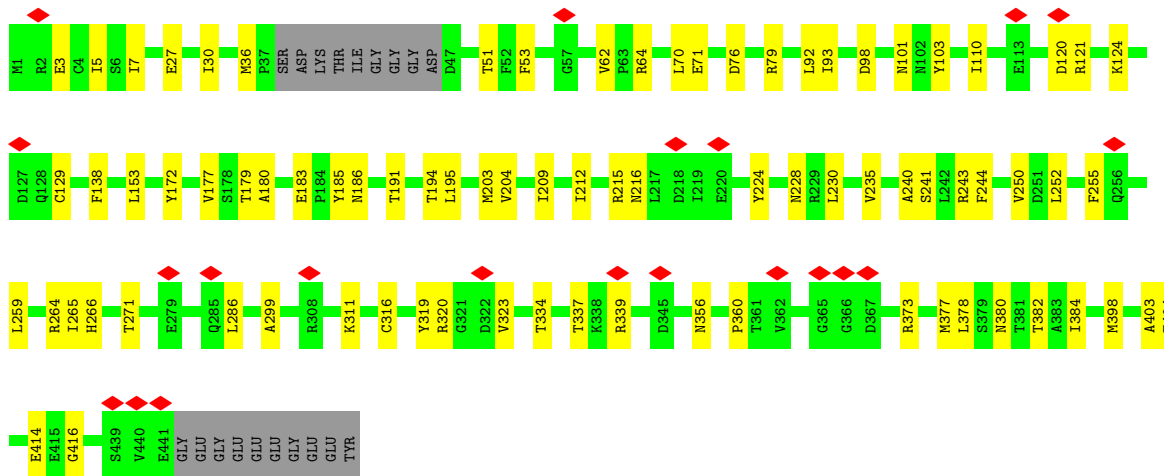 M1 R2 E3 C4 I5 S6 I7 E27 I30 M36 P37 SER ASP LYS THR ILE GLY GLY GLY ASP D47 T51 F52 F53 G57 V62 P63 R64 L70 E71 D76 R79 L92 I93 D98 N101 N102 Y103 I110 E113 D120 R121 K124
D127 Q128 C129 F138 L153 Y172 V177 S178 T179 A180 E183 P184 Y185 N186 T191 T194 L195 M203 V204 I209 I212 R215 N216 L217 D218 I219 E220 Y224 N228 R229 L230 V235 A240 S241 L242 R243 F244 V250 D251 L252 F255 Q256
L259 R264 I265 H266 T271 E279 Q285 L286 A299 R308 K311 C316 Y319 R320 G321 D322 V323 T334 T337 K338 R339 D345 N356 P360 T361 V362 G365 G366 D367 R373 M377 L378 S379 N380 T381 T382 A383 I384 M398 A403
E414 E415 G416 S439 V440 E441 GLY GLU GLY GLU GLU GLU GLY GLU GLU TYR